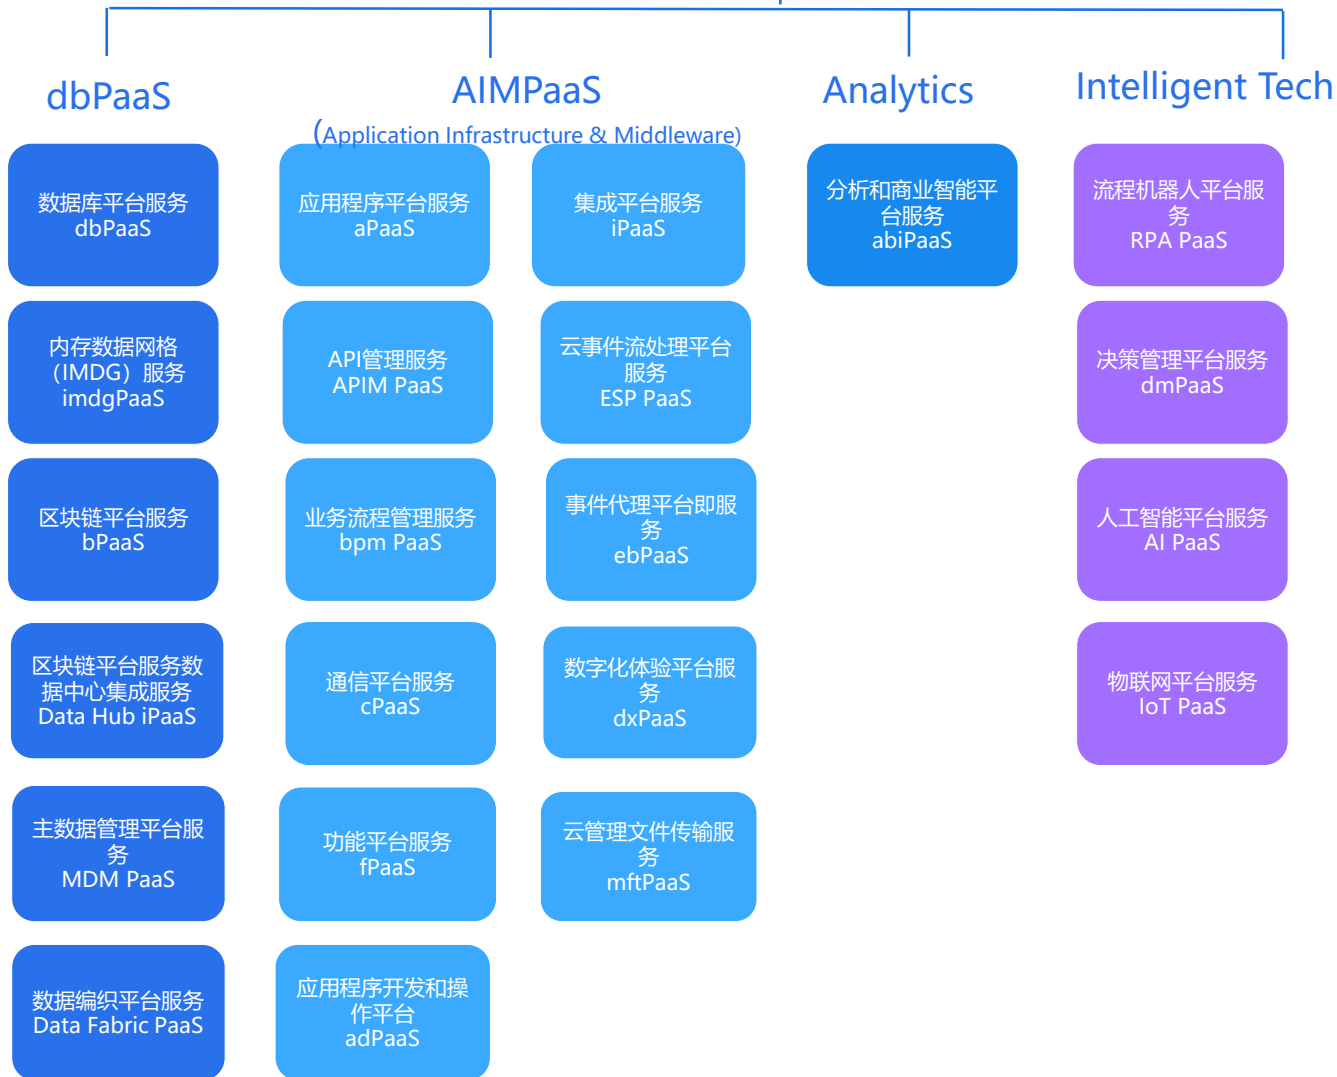 dbPaaS
AIMPaaS
(Application Infrastructure & Middleware)
Analytics
Intelligent Tech
数据库平台服务
dbPaaS
内存数据网格
（IMDG）服务
imdgPaaS
区块链平台服务
bPaaS
区块链平台服务数
据中心集成服务
Data Hub iPaaS
主数据管理平台服
务
MDM PaaS
数据编织平台服务
Data Fabric PaaS
应用程序平台服务
aPaaS
API管理服务
APIM PaaS
业务流程管理服务
bpm PaaS
通信平台服务
cPaaS
功能平台服务
fPaaS
应用程序开发和操
作平台
adPaaS
集成平台服务
iPaaS
云事件流处理平台
服务
ESP PaaS
事件代理平台即服
务
ebPaaS
数字化体验平台服
务
dxPaaS
云管理文件传输服
务
mftPaaS
分析和商业智能平
台服务
abiPaaS
流程机器人平台服
务
RPA PaaS
决策管理平台服务
dmPaaS
人工智能平台服务
AI PaaS
物联网平台服务
IoT PaaS